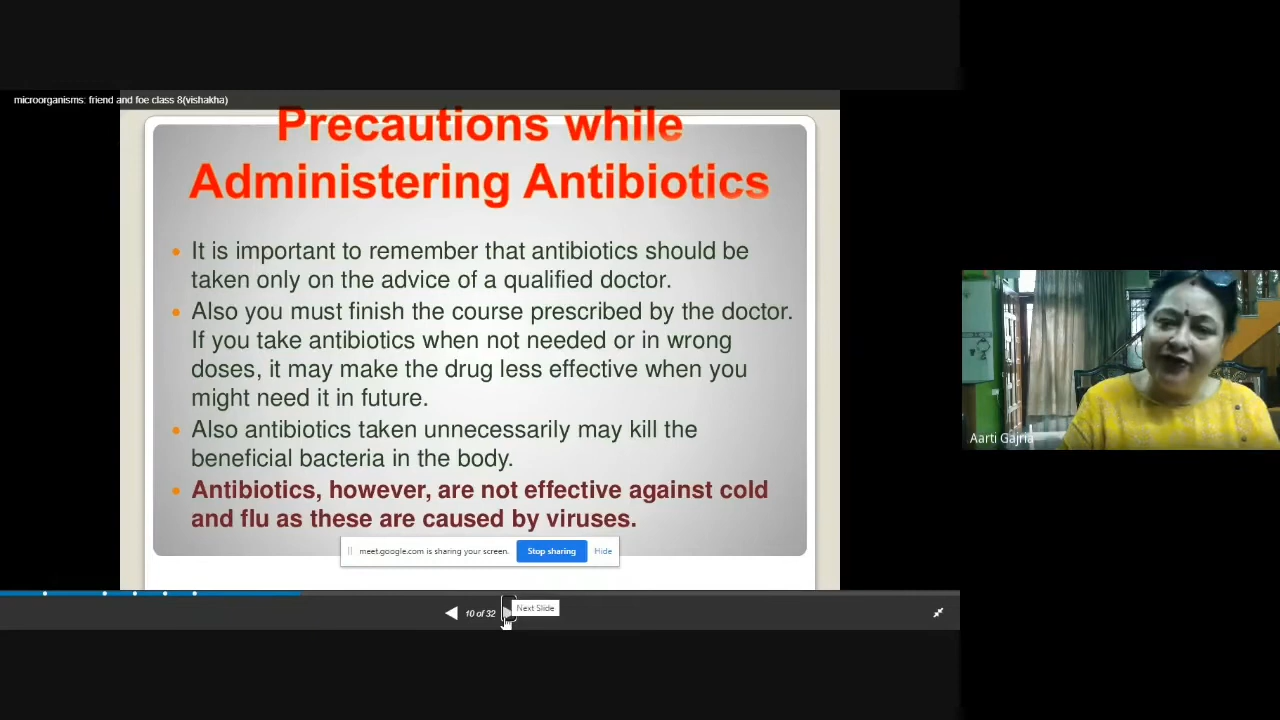 microorganisms: friend and foe class 8(vishakha)
Precautions while
Administering Antibiotics
• It is important to remember that antibiotics should be
taken only on the advice of a qualified doctor.
• Also you must finish the course prescribed by the doctor.
If you take antibiotics when not needed or in wrong
doses, it may make the drug less effective when you
might need it in future.
• Also antibiotics taken unnecessarily may kill the
beneficial bacteria in the body.
• Antibiotics, however, are not effective against cold
and flu as these are caused by viruses.
meet.google.com is sharing your screen. Stop sharing Hide
10 of 32
Next Slide
Aarti Gajria